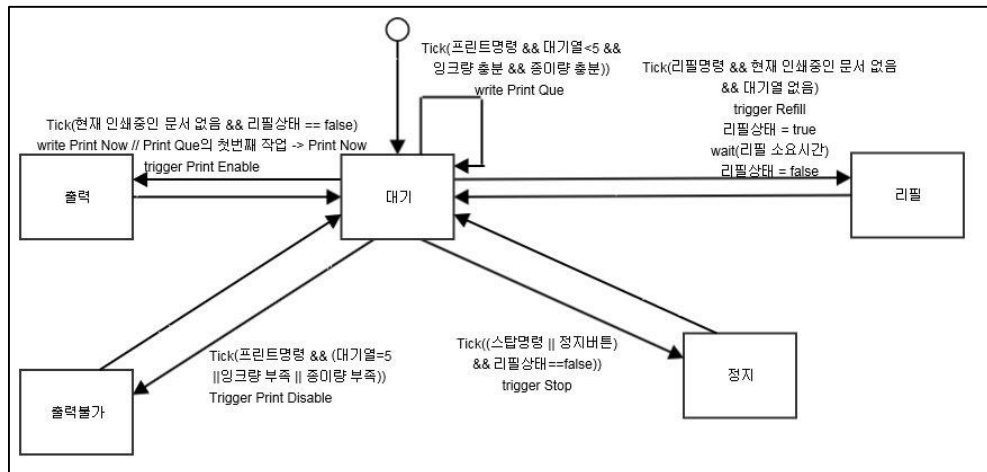 Tick(프린트명령 && 대기열<5 &&
잉크량 충분 && 종이량 충분))
write Print Que
Tick(리필명령 && 현재 인쇄중인 문서 없음
&& 대기열 없음)
trigger Refill
리필상태 = true
wait(리필 소요시간)
리필상태 = false
Tick(현재 인쇄중인 문서 없음 && 리필상태 == false)
write Print Now // Print Que의 첫번째 작업 -> Print Now
trigger Print Enable
출력
대기
리필
Tick(프린트명령 && (대기열=5
||잉크량 부족 || 종이량 부족))
Trigger Print Disable
Tick((스탑명령 || 정지버튼)
&& 리필상태==false))
trigger Stop
정지
출력불가